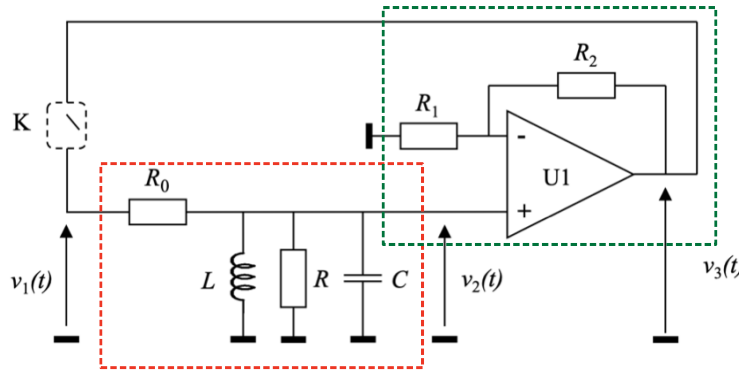 R₂
R₁
K
-
U1
R₀
+
L
R
C
v₁(t)
v₂(t)
v₃(t)